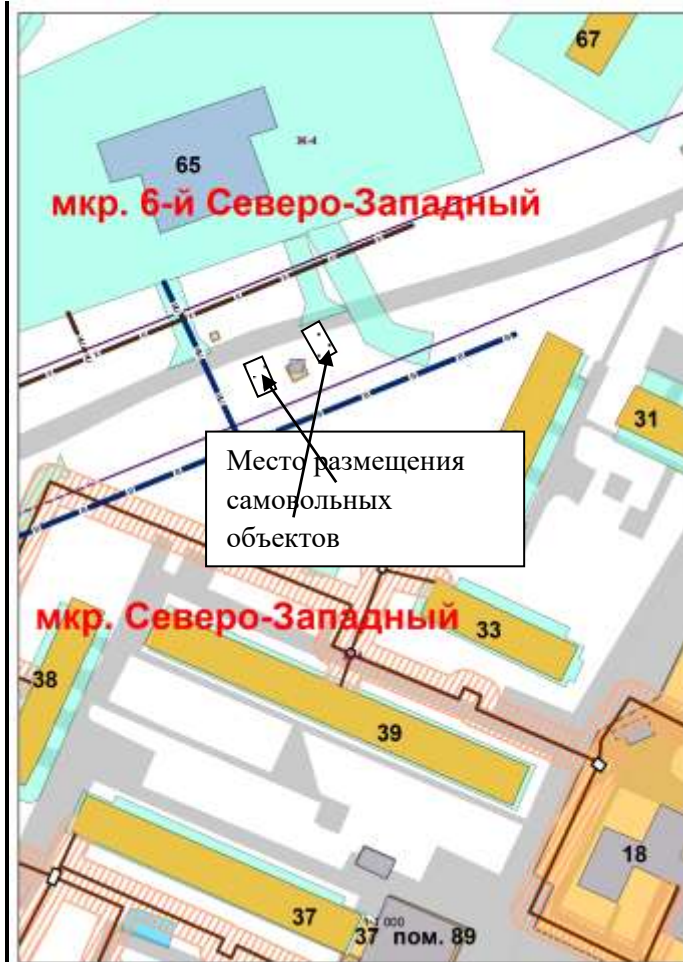 67
65
мкр. 6-й Северо-Западный
31
Место размещения
самовольных
объектов
мкр. Северо-Западный
33
38
39
18
37
37 пом. 89